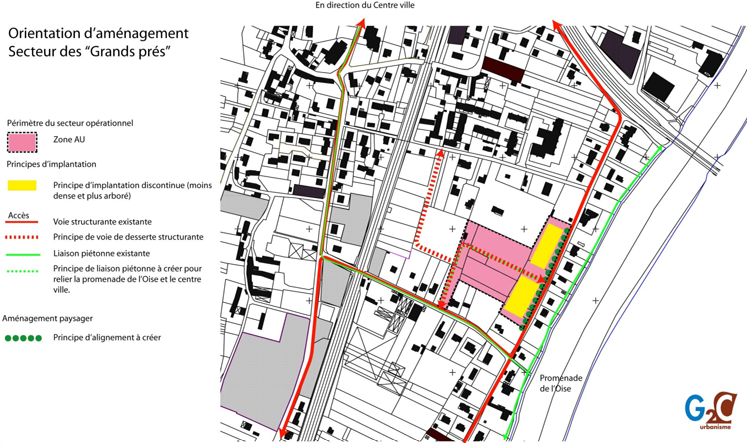 En direction du Centre ville
Orientation d'aménagement
Secteur des "Grands prés"
Périmètre du secteur opérationnel
Zone AU
Principes d'implantation
Principe d'implantation discontinue (moins
dense et plus arboré)
Accès
Voie structurante existante
Principe de voie de desserte structurante
Liaison piétonne existante
Principe de liaison piétonne à créer pour
relier la promenade de l'Oise et le centre
ville.
Aménagement paysager
Principe d'alignement à créer
Promenade
de l'Oise
G2C
urbanisme